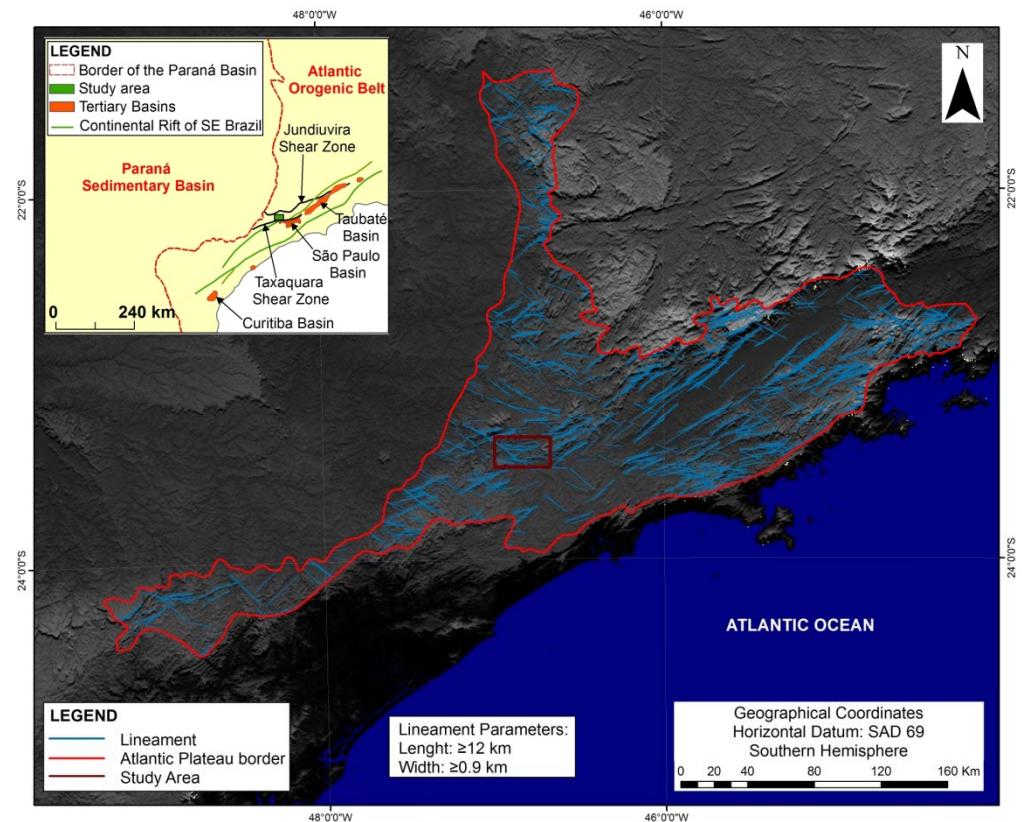 48°0'0"W
46°0'0"W
LEGEND
Border of the Paraná Basin
Study area
Tertiary Basins
Continental Rift of SE Brazil
Atlantic
Orogenic Belt
Jundiuvira
Shear Zone
Paraná
Sedimentary Basin
Taubaté
Basin
São Paulo
Basin
Taxaquara
Shear Zone
Curitiba Basin
0
240 km
N
22°0'0"S
22°0'0"S
24°0'0"S
24°0'0"S
ATLANTIC OCEAN
LEGEND
Lineament
Atlantic Plateau border
Study Area
Lineament Parameters:
Lenght: ≥12 km
Width: ≥0.9 km
Geographical Coordinates
Horizontal Datum: SAD 69
Southern Hemisphere
0 20 40 80 120 160 Km
48°0'0"W
46°0'0"W